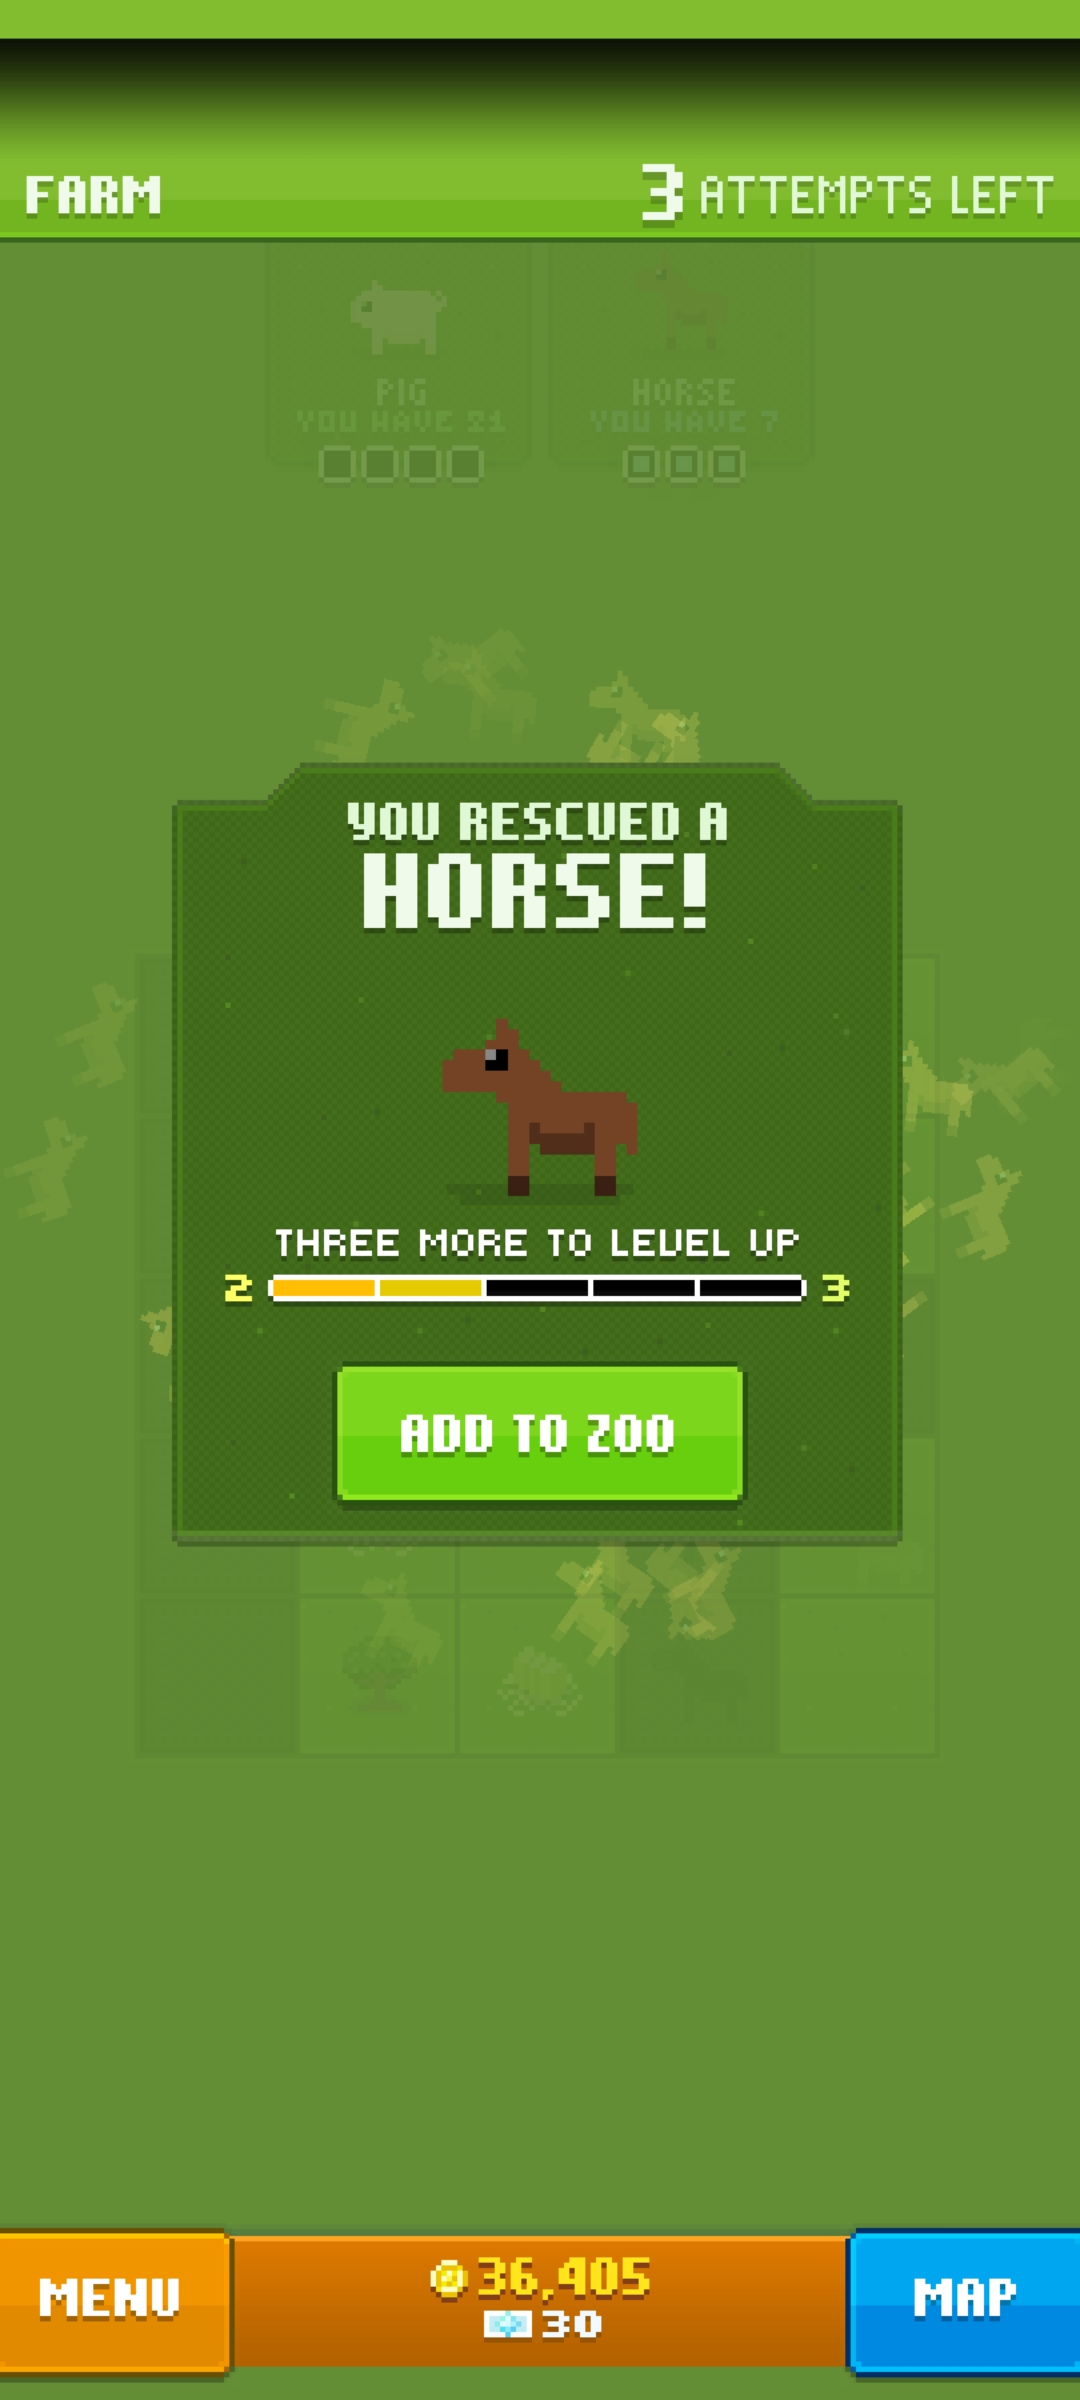 FARM
3 ATTEMPTS LEFT
PIG
YOU HAVE 21
HORSE
YOU HAVE 7
YOU RESCUED A
HORSE!
THREE MORE TO LEVEL UP
2
3
ADD TO ZOO
MENU
36,405
30
MAP